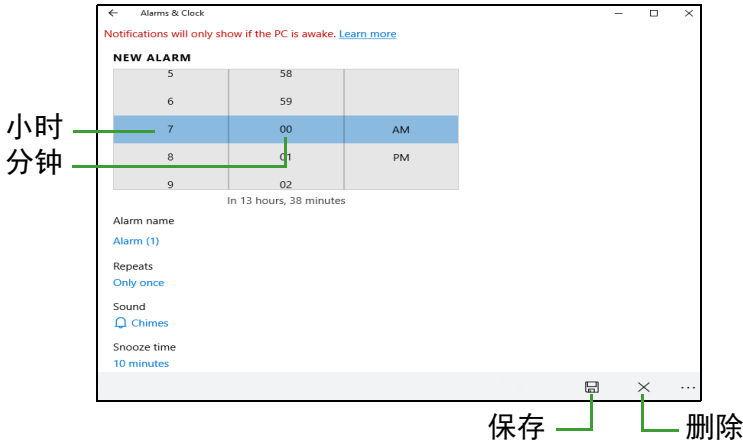 Alarms & Clock
Notifications will only show if the PC is awake. Learn more
NEW ALARM
5 58
6 59
小时 7 00 AM
分钟 8 01 PM
9 02
In 13 hours, 38 minutes
Alarm name
Alarm (1)
Repeats
Only once
Sound
Chimes
Snooze time
10 minutes
保存 删除